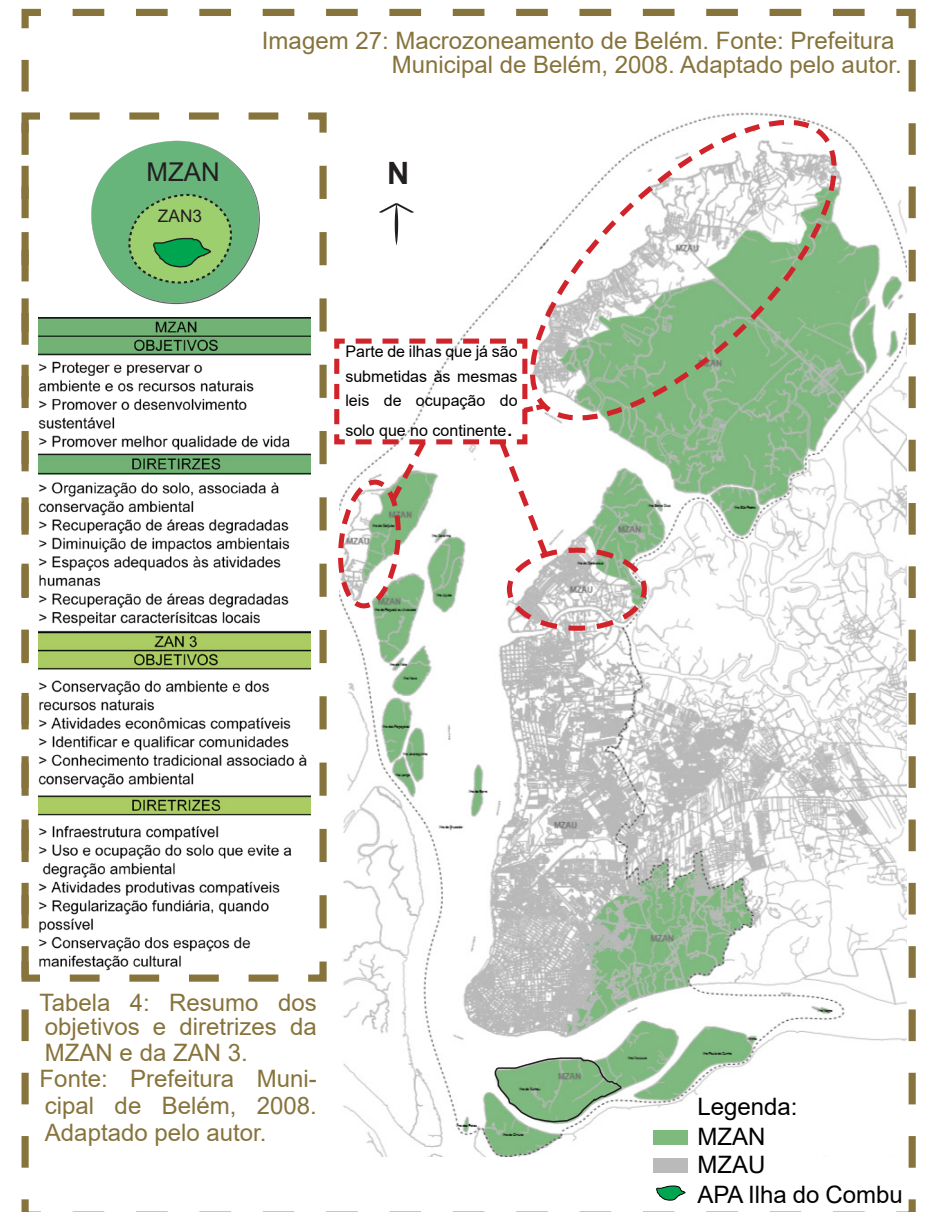 Imagem 27: Macrozoneamento de Belém. Fonte: Prefeitura
Municipal de Belém, 2008. Adaptado pelo autor.
MZAN
ZAN3
MZAN
OBJETIVOS
> Proteger e preservar o
ambiente e os recursos naturais
> Promover o desenvolvimento
sustentável
> Promover melhor qualidade de vida
DIRETIRZES
> Organização do solo, associada à
conservação ambiental
> Recuperação de áreas degradadas
> Diminuição de impactos ambientais
> Espaços adequados às atividades
humanas
> Recuperação de áreas degradadas
> Respeitar caracterísitcas locais
ZAN 3
OBJETIVOS
> Conservação do ambiente e dos
recursos naturais
> Atividades econômicas compatíveis
> Identificar e qualificar comunidades
> Conhecimento tradicional associado à
conservação ambiental
DIRETRIZES
> Infraestrutura compatível
> Uso e ocupação do solo que evite a
degração ambiental
> Atividades produtivas compatíveis
> Regularização fundiária, quando
possível
> Conservação dos espaços de
manifestação cultural
Tabela 4: Resumo dos
objetivos e diretrizes da
MZAN e da ZAN 3.
Fonte: Prefeitura Muni-
cipal de Belém, 2008.
Adaptado pelo autor.
N
Parte de ilhas que já são
submetidas às mesmas
leis de ocupação do
solo que no continente.
MZAU
MZAN
MZAN
MZAU
MZAN
MZAN
MZAU
MZAU
MZAN
MZAN
Legenda:
MZAN
MZAU
APA Ilha do Combu